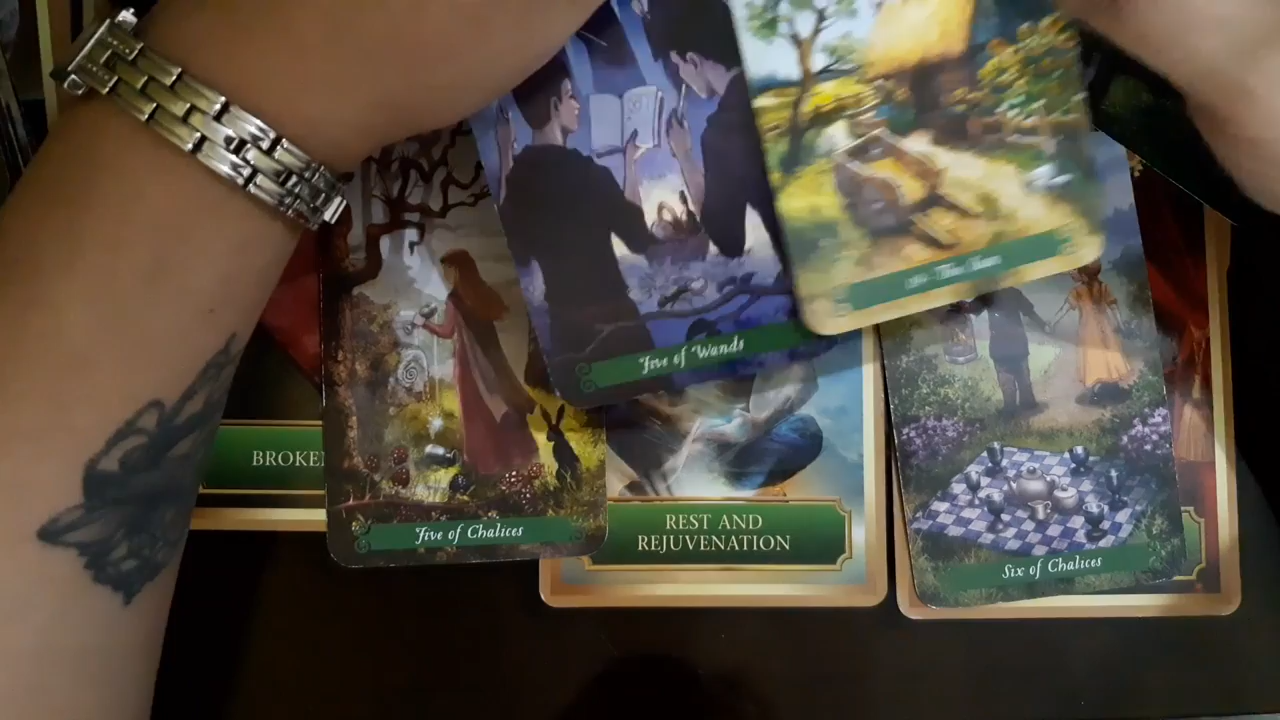 Five of Wands
BROKEN
Five of Chalices
REST AND
REJUVENATION
Six of Chalices